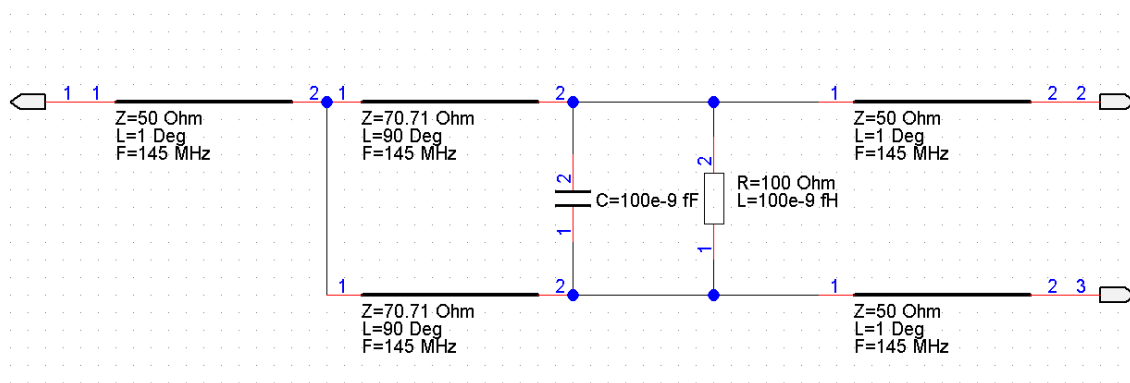 1 1 2 1 2 1 2 2
Z=50 Ohm
L=1 Deg
F=145 MHz
Z=70.71 Ohm
L=90 Deg
F=145 MHz
Z=50 Ohm
L=1 Deg
F=145 MHz
2
C=100e-9 fF
1
2
R=100 Ohm
L=100e-9 fH
1
1 2 1 2 3
Z=70.71 Ohm
L=90 Deg
F=145 MHz
Z=50 Ohm
L=1 Deg
F=145 MHz